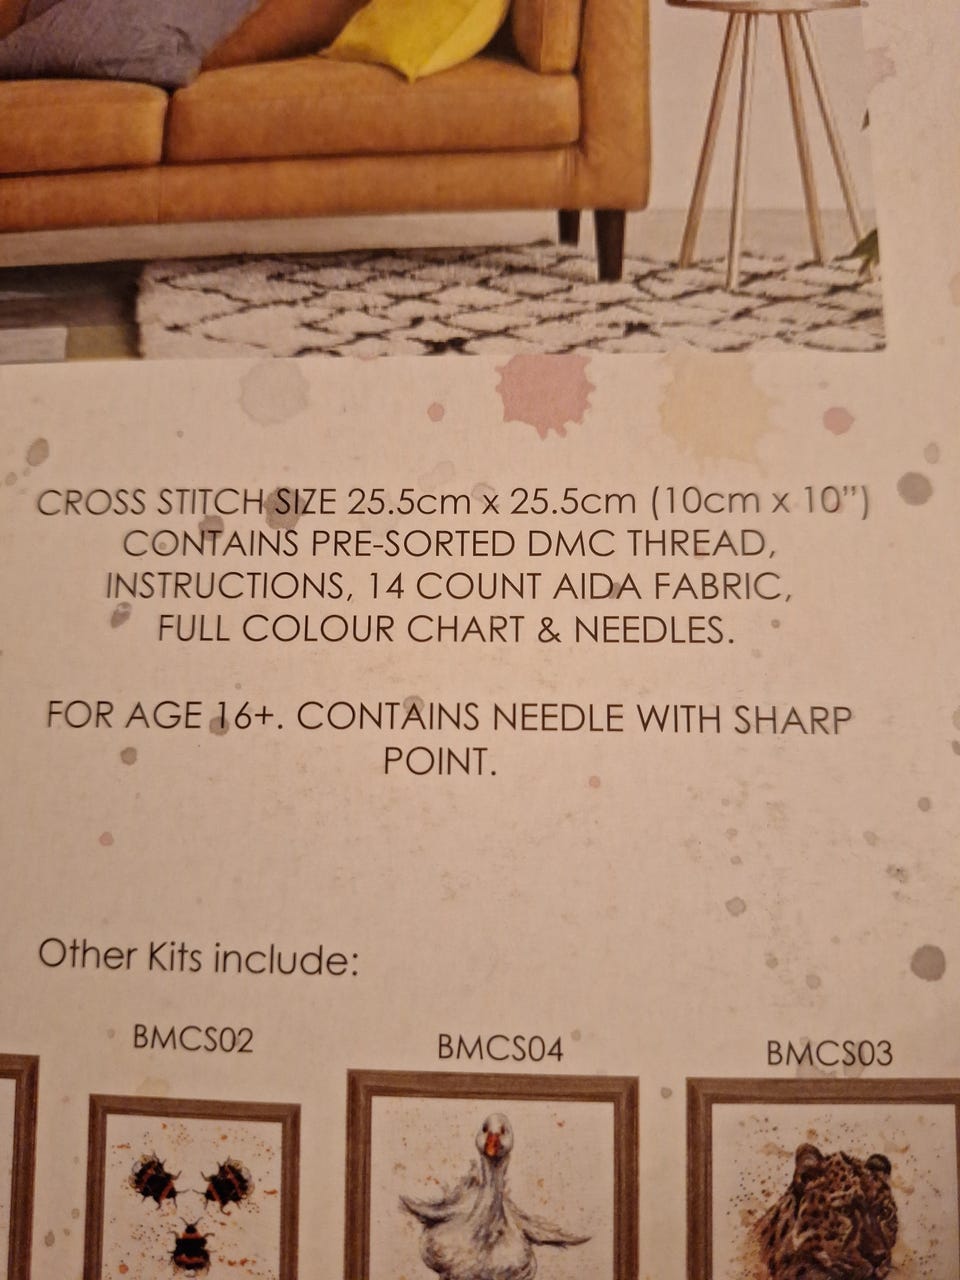 CROSS STITCH SIZE 25.5cm x 25.5cm (10cm x 10”)
CONTAINS PRE-SORTED DMC THREAD,
INSTRUCTIONS, 14 COUNT AIDA FABRIC,
FULL COLOUR CHART & NEEDLES.
FOR AGE 16+. CONTAINS NEEDLE WITH SHARP
POINT.
Other Kits include:
BMCS02
BMCS04
BMCS03